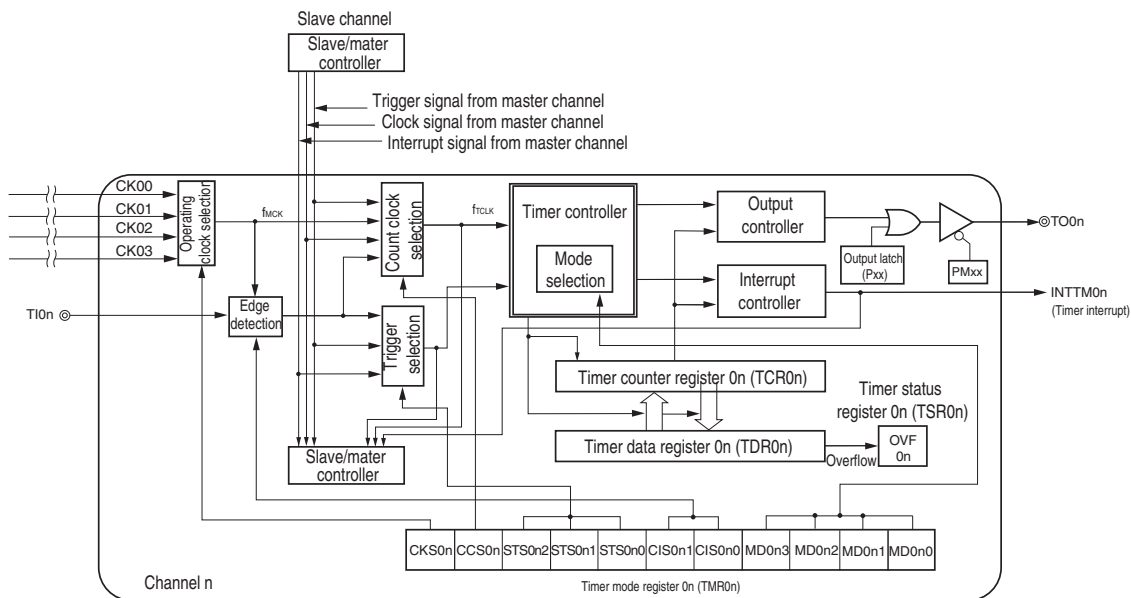 Slave channel
Slave/mater
controller
Trigger signal from master channel
Clock signal from master channel
Interrupt signal from master channel
CK00
CK01
CK02
CK03
Operating
clock selection
fMCK
Count clock
selection
fTCLK
Timer controller
Mode
selection
Output
controller
Output latch
(Pxx)
PMxx
TO0n
Interrupt
controller
INTTM0n
(Timer interrupt)
TI0n
Edge
detection
Trigger
selection
Timer counter register 0n (TCR0n)
Timer status
register 0n (TSR0n)
Slave/mater
controller
Timer data register 0n (TDR0n)
Overflow
OVF
0n
CKS0n CCS0n STS0n2 STS0n1 STS0n0 CIS0n1 CIS0n0 MD0n3 MD0n2 MD0n1 MD0n0
Channel n
Timer mode register 0n (TMR0n)